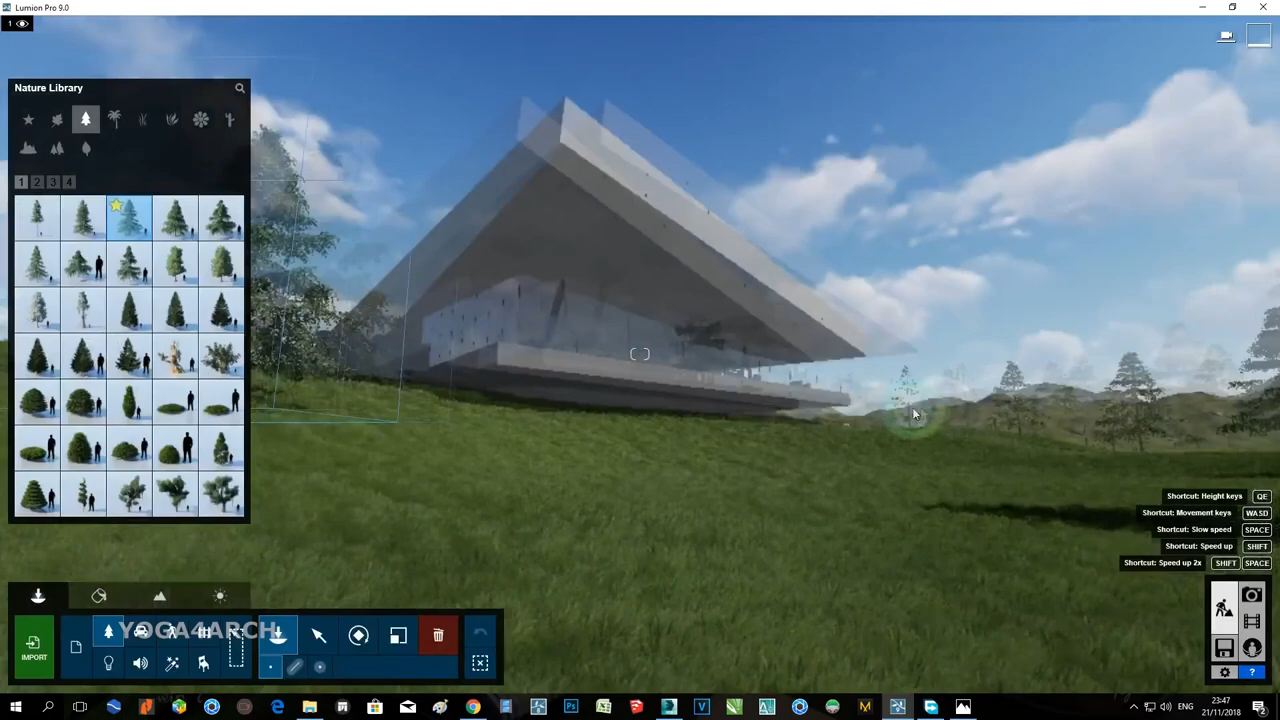 Lumion Pro 9.0
1
Nature Library
1 2 3 4
Shortcut: Height keys QE
Shortcut: Movement keys WASD
Shortcut: Slow speed SPACE
Shortcut: Speed up SHIFT
Shortcut: Speed up 2x SHIFT SPACE
YOGA4ARCH
IMPORT
?
Ps
V
M
ENG
23:47
21/11/2018